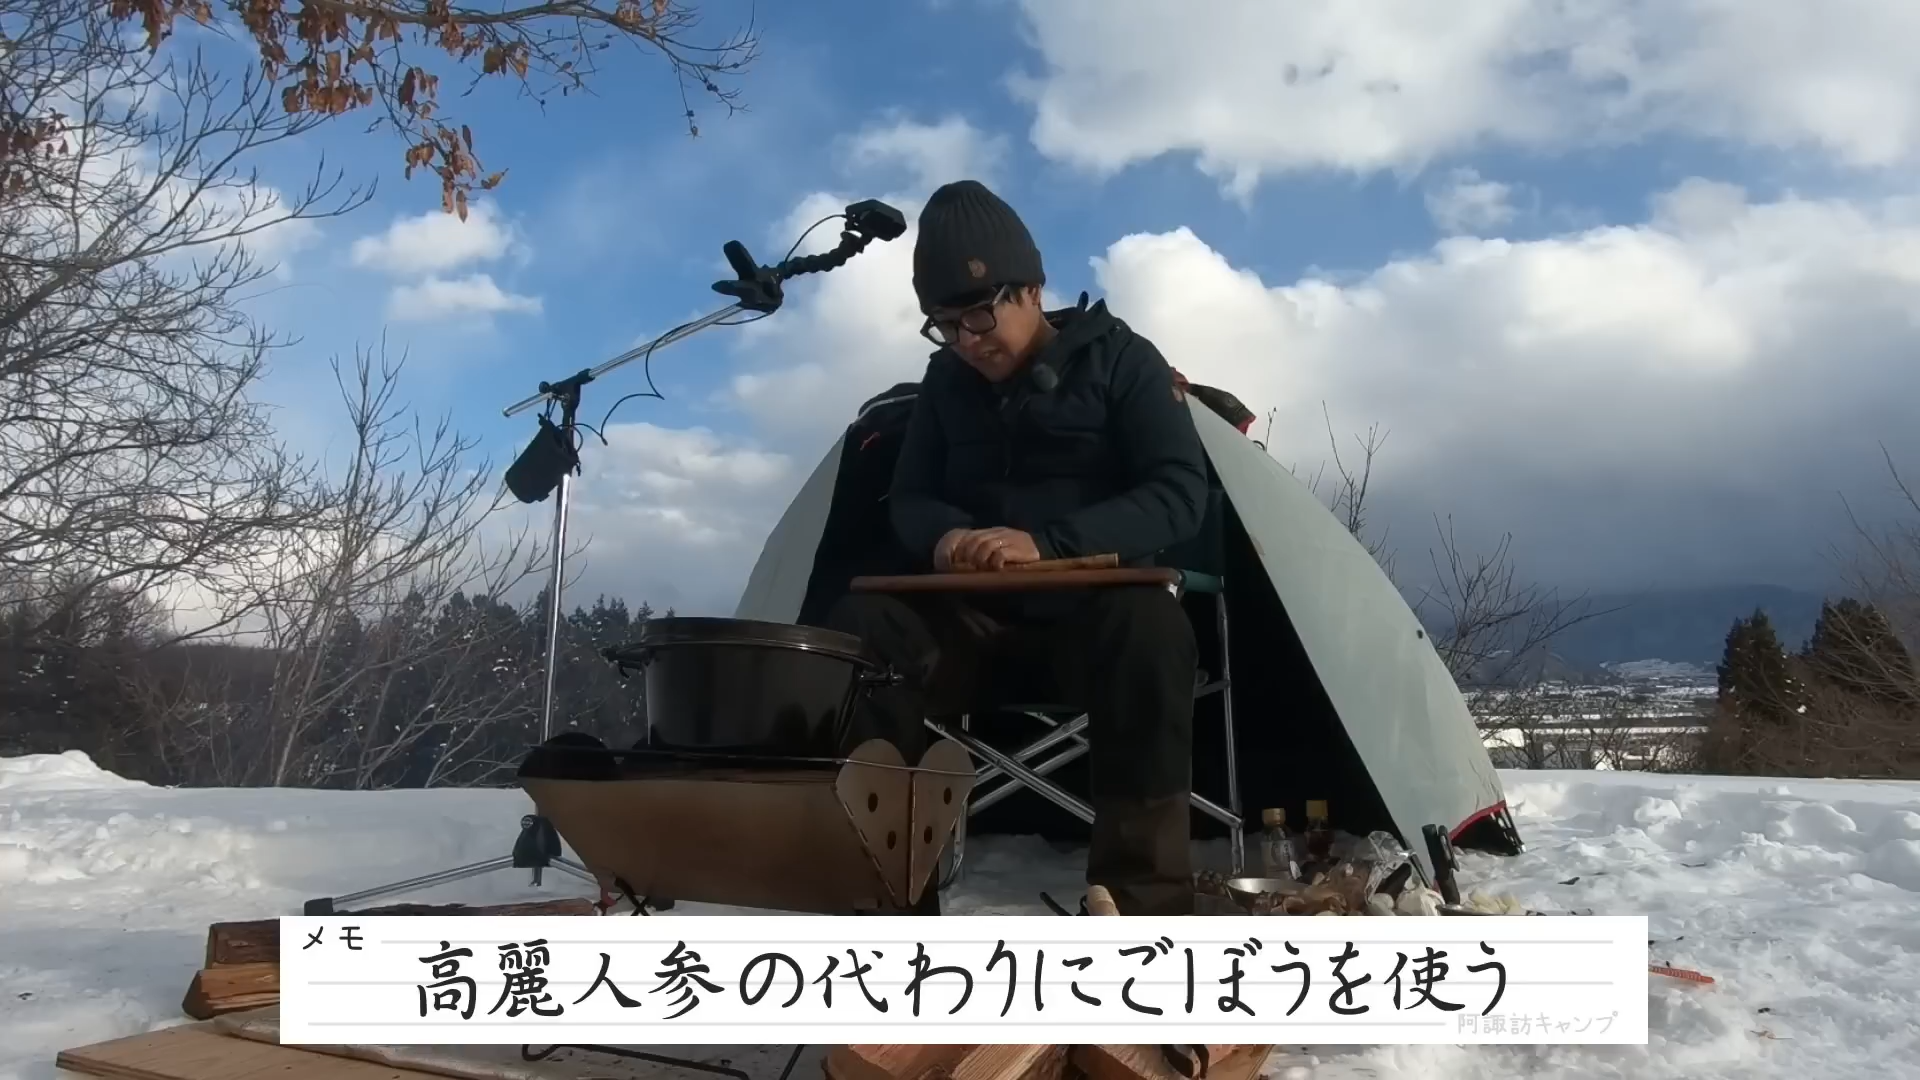 メモ
高麗人参の代わりにごぼうを使う
阿諏訪キャンプ